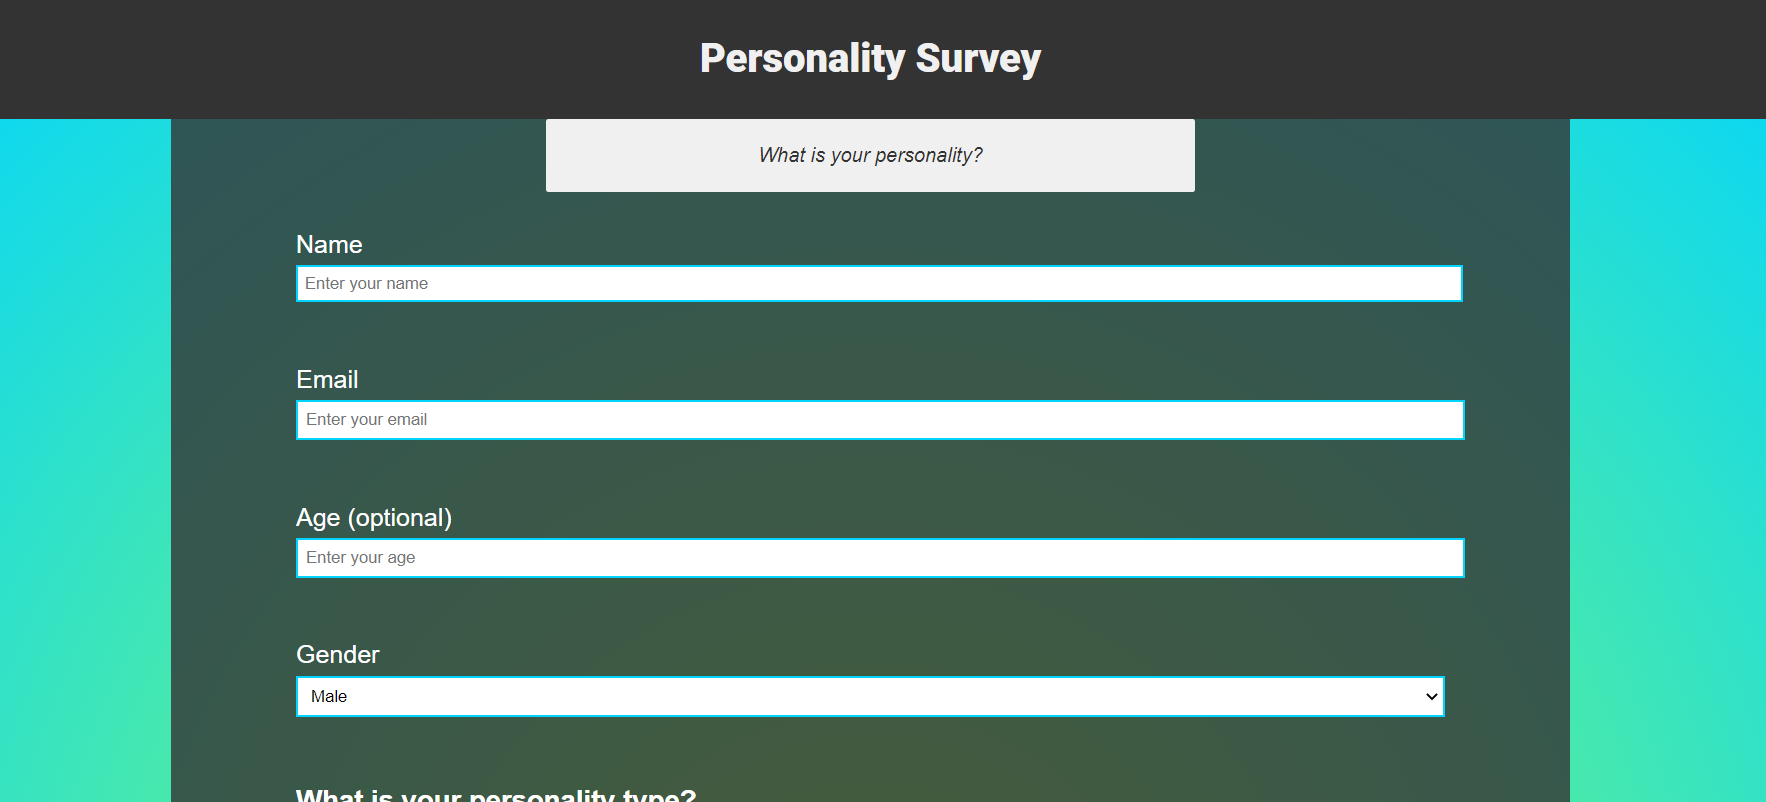 Personality Survey
What is your personality?
Name
Enter your name
Email
Enter your email
Age (optional)
Enter your age
Gender
Male
What is your personality type?